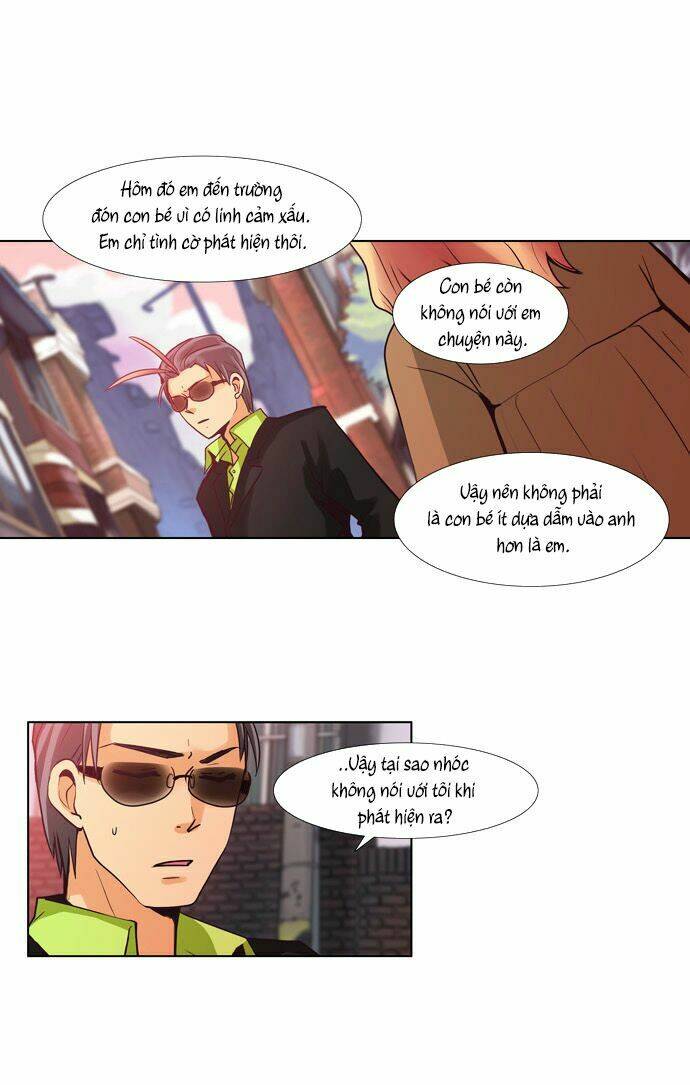 Hôm đó em đến trường
đón con bé vì có linh cảm xấu.
Em chỉ tình cờ phát hiện thôi.
Con bé còn
không nói với em
chuyện này.
Vậy nên không phải
là con bé ít dựa dẫm vào anh
hơn là em.
..Vậy tại sao nhóc
không nói với tôi khi
phát hiện ra?